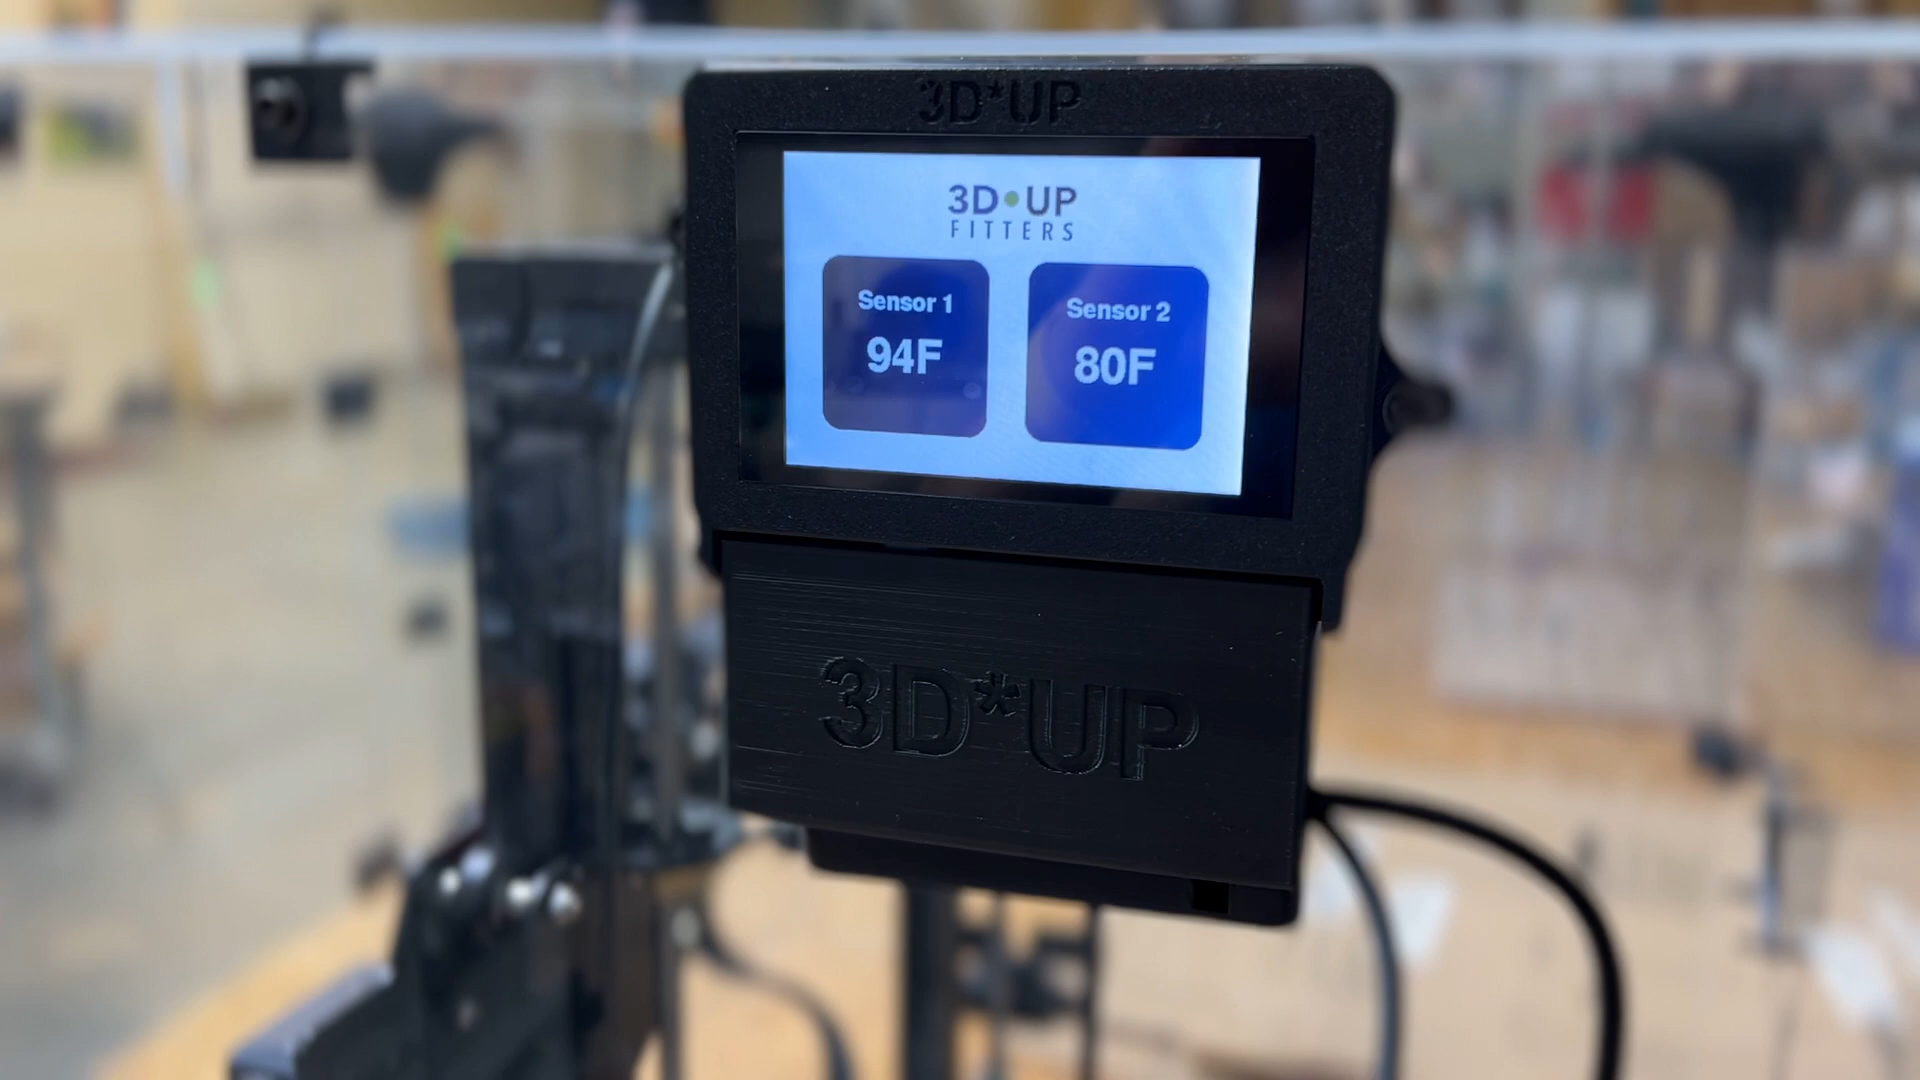 3D*UP
3D•UP
FITTERS
Sensor 1
94F
Sensor 2
80F
3D*UP